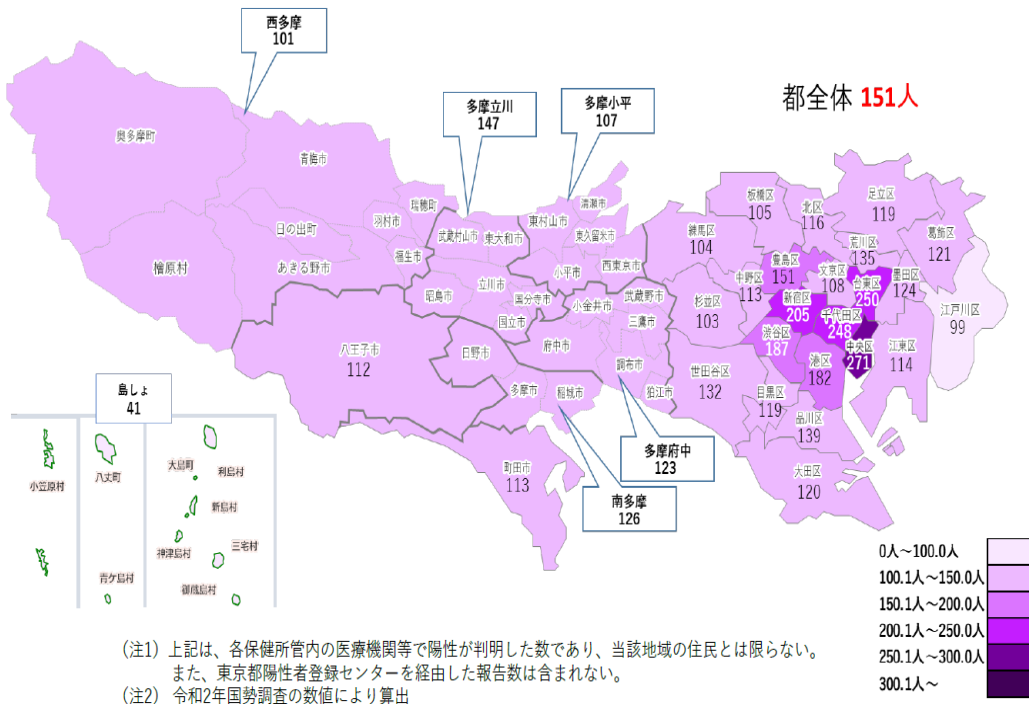 西多摩
101
多摩立川
147
多摩小平
107
都全体 151人
奥多摩町
青梅市
瑞穂町
羽村市
日の出町
あきる野市
福生市
檜原村
武蔵村山市
東大和市
東村山市
清瀬市
東久留米市
小平市
西東京市
昭島市
立川市
国分寺市
国立市
小金井市
武蔵野市
三鷹市
府中市
調布市
狛江市
八王子市
112
日野市
多摩市
稲城市
町田市
113
多摩府中
123
南多摩
126
板橋区
105
北区
116
足立区
119
葛飾区
121
練馬区
104
豊島区
151
文京区
108
荒川区
135
台東区
250
墨田区
124
江戸川区
99
中野区
113
杉並区
103
新宿区
205
千代田区
248
中央区
271
江東区
114
渋谷区
187
港区
182
世田谷区
132
目黒区
119
品川区
139
大田区
120
島しょ
41
小笠原村
八丈町
青ケ島村
大島町
利島村
新島村
神津島村
三宅村
御蔵島村
0人~100.0人
100.1人~150.0人
150.1人~200.0人
200.1人~250.0人
250.1人~300.0人
300.1人~
(注1) 上記は、各保健所管内の医療機関等で陽性が判明した数であり、当該地域の住民とは限らない。
また、東京都陽性者登録センターを経由した報告数は含まれない。
(注2) 令和2年国勢調査の数値により算出